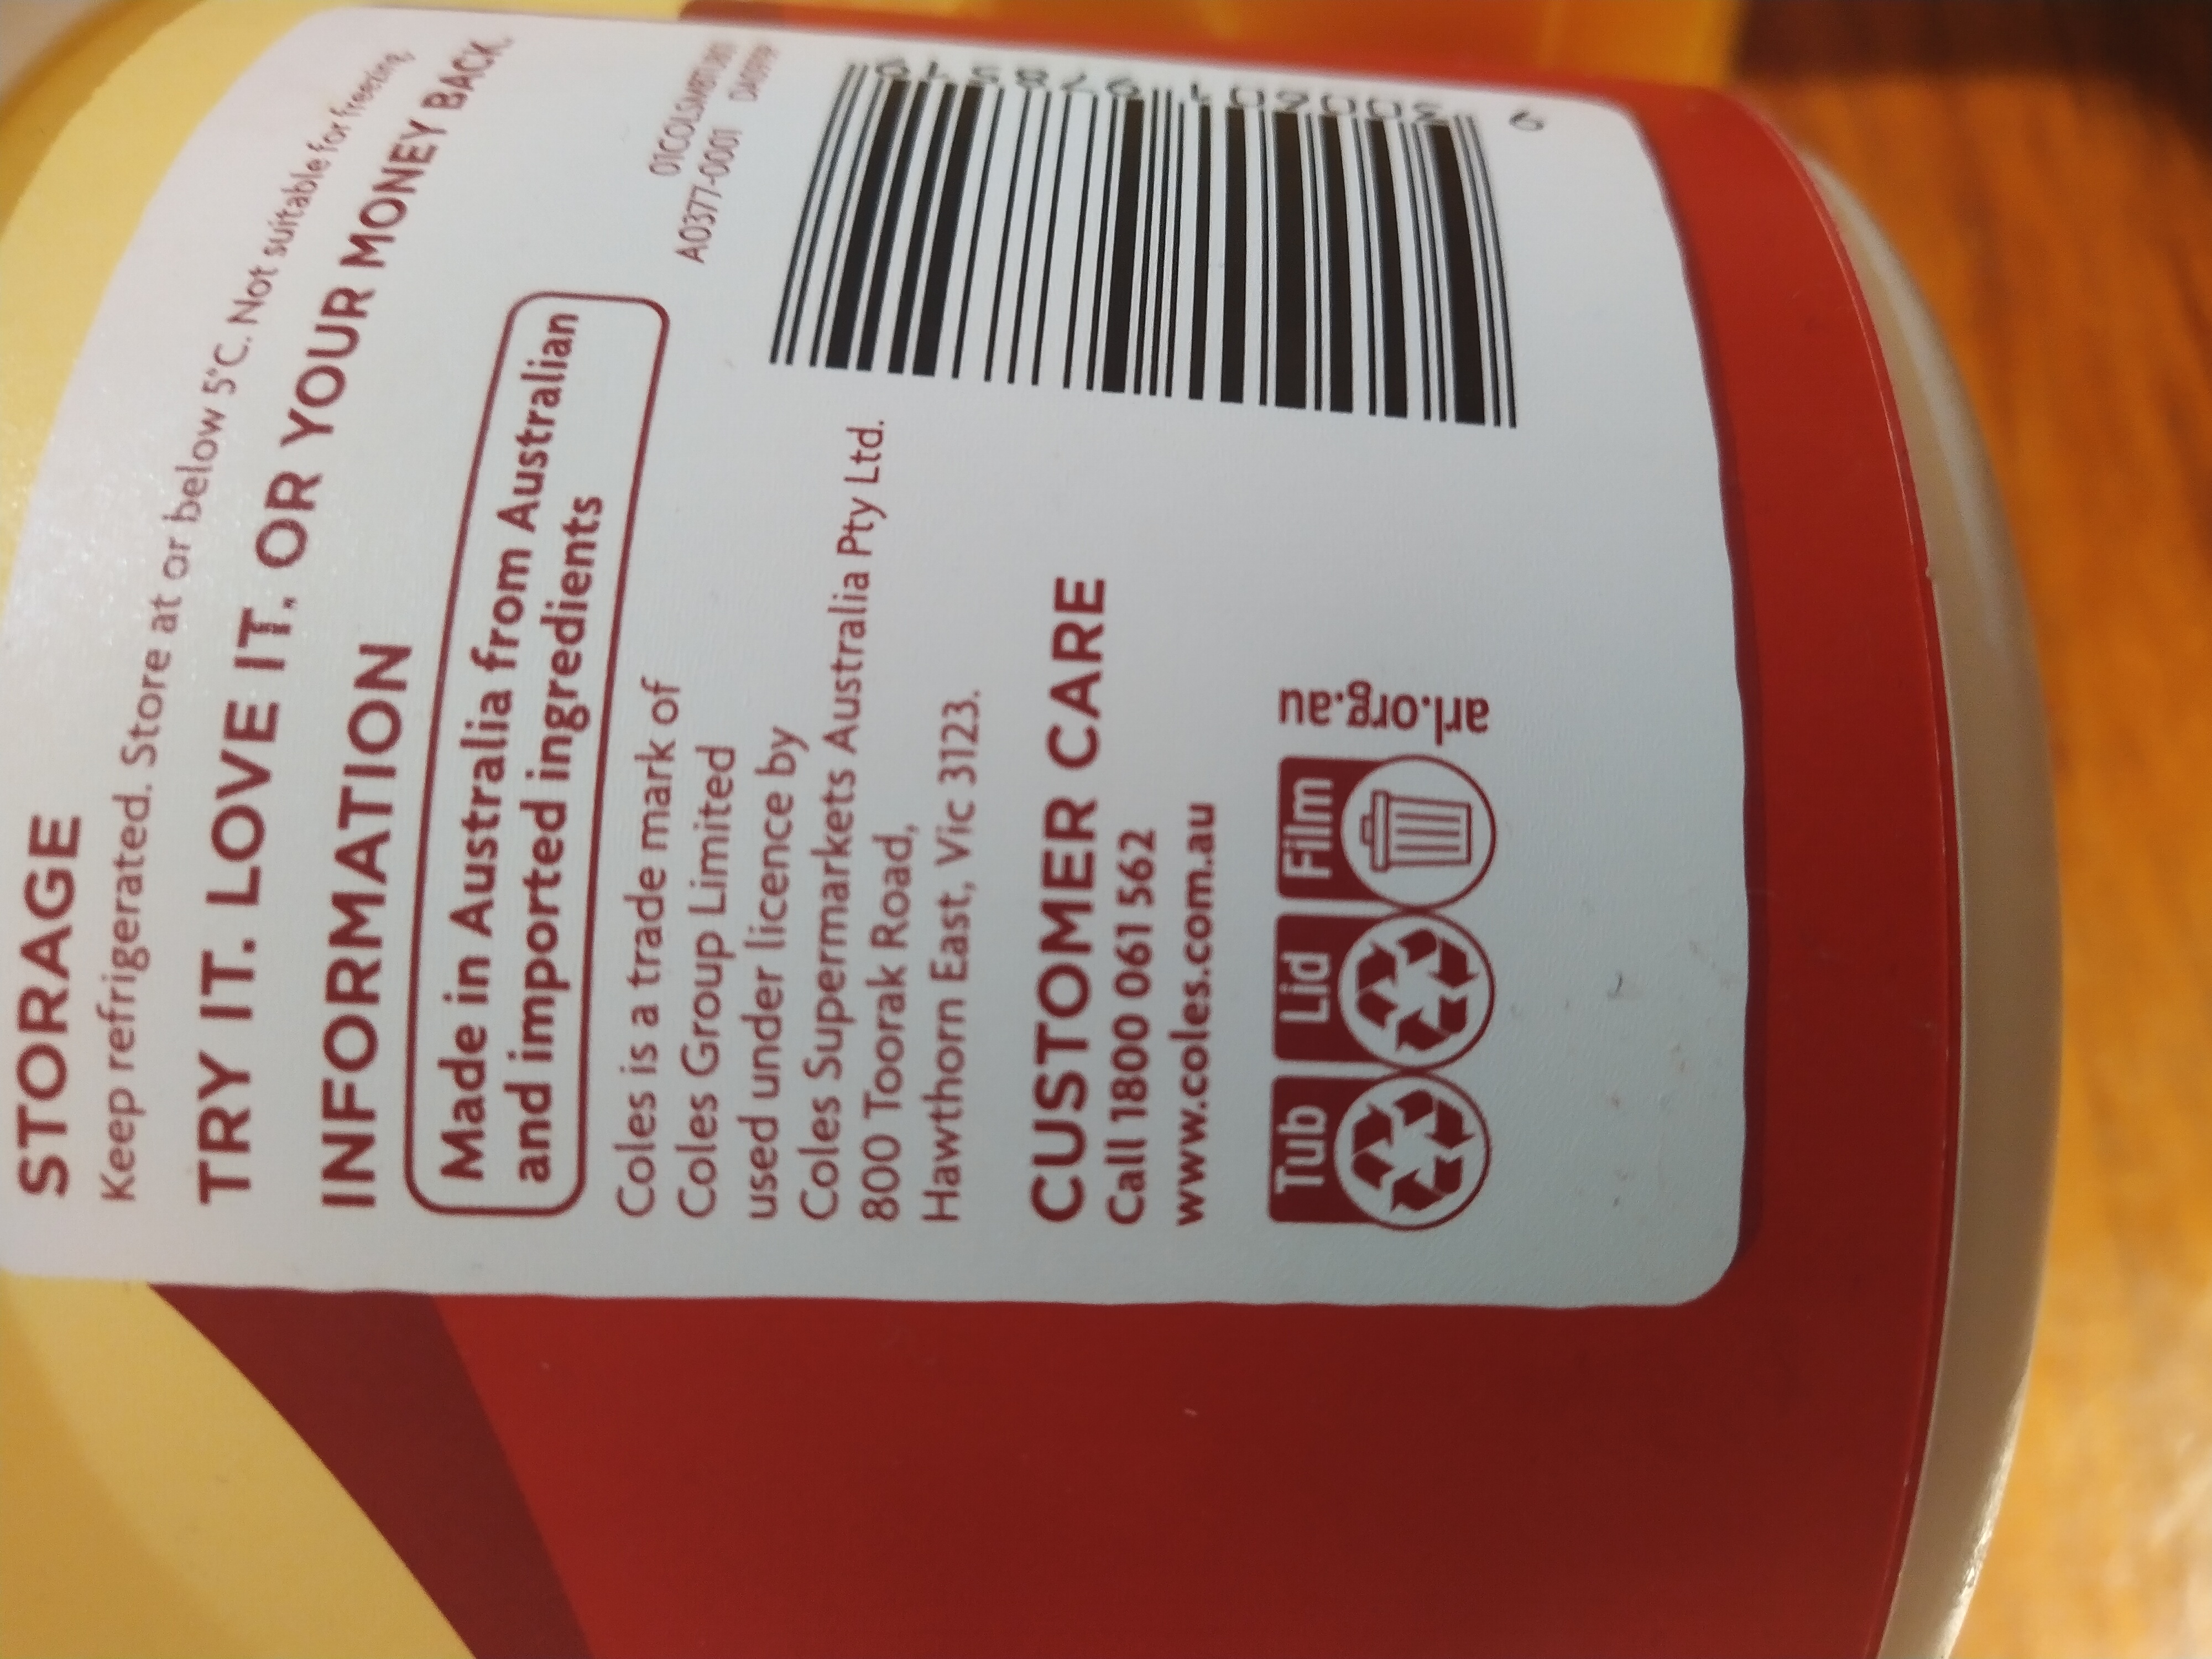 STORAGE
Keep refrigerated. Store at or below 5°C. Not suitable for freezing.
TRY IT. LOVE IT. OR YOUR MONEY BACK.
INFORMATION
Made in Australia from Australian
and imported ingredients
Coles is a trade mark of
Coles Group Limited
used under licence by
Coles Supermarkets Australia Pty Ltd.
800 Toorak Road,
Hawthorn East, Vic 3123.
A0377-0001
CUSTOMER CARE
Call 1800 061 562
www.coles.com.au
Tub
Lid
Film
arl.org.au